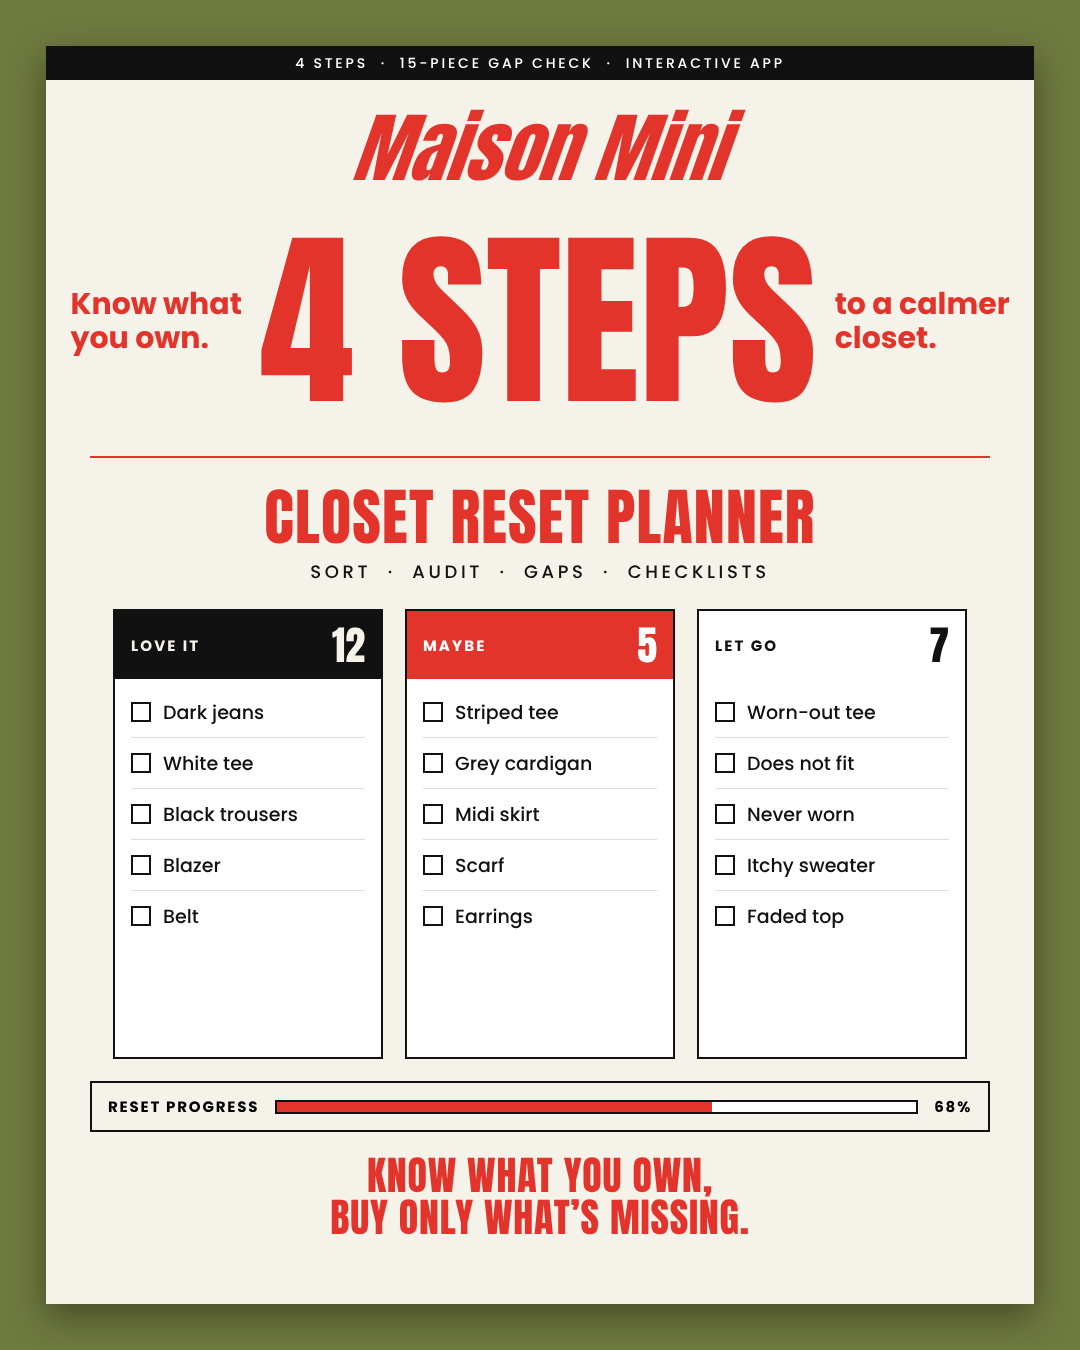 4 STEPS · 15-PIECE GAP CHECK · INTERACTIVE APP
Maison Mini
Know what
you own.
4 STEPS
to a calmer
closet.
CLOSET RESET PLANNER
SORT · AUDIT · GAPS · CHECKLISTS
LOVE IT 12
Dark jeans
White tee
Black trousers
Blazer
Belt
MAYBE 5
Striped tee
Grey cardigan
Midi skirt
Scarf
Earrings
LET GO 7
Worn-out tee
Does not fit
Never worn
Itchy sweater
Faded top
RESET PROGRESS 68%
KNOW WHAT YOU OWN,
BUY ONLY WHAT’S MISSING.